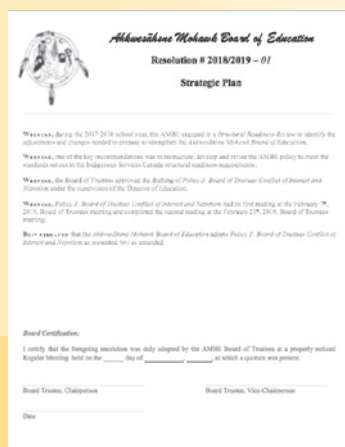 Ahkwesãhsne Mohawk Board of Education
Resolution # 2018/2019 – 01
Strategic Plan
WHEREAS, during the 2017-2018 school year, the AMBE engaged in a Structural Readiness Review to identify the
adjustments and changes needed to prepare to strengthen the Ahkwesãhsne Mohawk Board of Education.
WHEREAS, one of the key recommendations was to restructure, develop and revise the AMBE policy to meet the
standards set out in the Indigenous Services Canada structural readiness requirements;
WHEREAS, the Board of Trustees approved the drafting of Policy 3: Board of Trustees Conflict of Interest and
Nepotism under the supervision of the Director of Education.
WHEREAS, Policy 3: Board of Trustees Conflict of Interest and Nepotism had its first reading at the February 7th,
2019, Board of Trustees meeting and completed the second reading at the February 21st, 2019, Board of Trustees
meeting;
BE IT RESOLVED that the Ahkwesãhsne Mohawk Board of Education adopts Policy 3: Board of Trustees Conflict of
Interest and Nepotism as presented (or) as amended.
Board Certification:
I certify that the foregoing resolution was duly adopted by the AMBE Board of Trustees at a properly noticed
Regular Meeting held on the ______ day of ____________, ______, at which a quorum was present.
Board Trustee, Chairperson
Board Trustee, Vice-Chairperson
Date